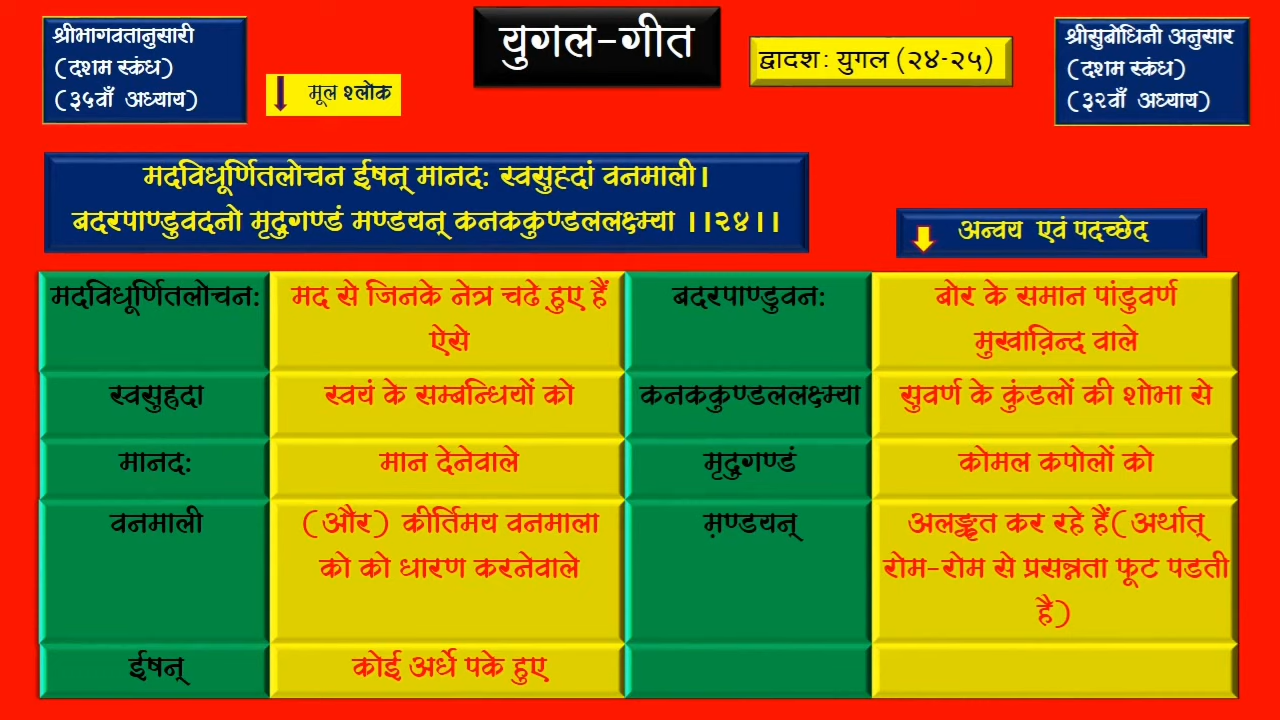 श्रीभागवतानुसारी
(दशम स्कंध)
(३५वाँ अध्याय)
मूल श्लोक
युगल-गीत
द्वादशः युगल (२४-२५)
श्रीसुबोधिनी अनुसार
(दशम स्कंध)
(३२वाँ अध्याय)
मदविधूर्णितलोचन ईषन् मानदः स्वसुहृदां वनमाली।
बदरपाण्डुवदनो मृदुगण्डं मण्डयन् कनककुण्डललक्ष्म्या ।।२४।।
अन्वय एवं पदच्छेद
मदविधूर्णितलोचनः
मद से जिनके नेत्र चढे हुए हैं
ऐसे
बदरपाण्डुवनः
बोर के समान पांडुवर्ण
मुखाव़िन्द वाले
स्वसुहृदा
स्वयं के सम्बन्धियों को
कनककुण्डललक्ष्म्या
सुवर्ण के कुंडलों की शोभा से
मानदः
मान देनेवाले
मृदुगण्डं
कोमल कपोलों को
वनमाली
(और) कीर्तिमय वनमाला
को को धारण करनेवाले
म़ण्डयन्
अलङ्कृत कर रहे हैं(अर्थात्
रोम-रोम से प्रसन्नता फूट पडती
है)
ईषन्
कोई अर्धे पके हुए